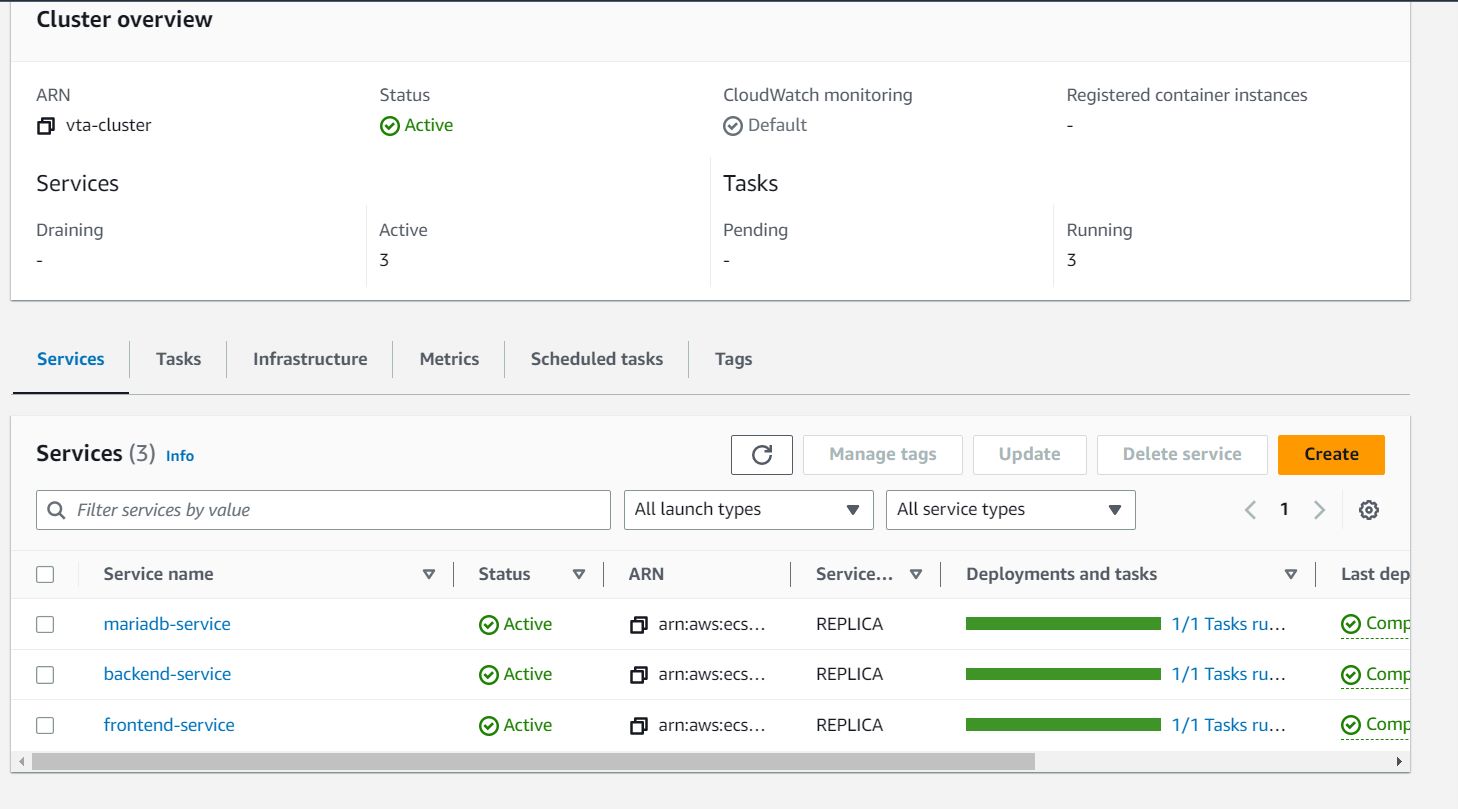 Cluster overview
ARN Status CloudWatch monitoring Registered container instances
vta-cluster Active Default -
Services Tasks
Draining Active Pending Running
- 3 - 3
Services Tasks Infrastructure Metrics Scheduled tasks Tags
Services (3) Info Manage tags Update Delete service Create
Filter services by value All launch types All service types 1
Service name Status ARN Service... Deployments and tasks Last dep
mariadb-service Active arn:aws:ecs... REPLICA 1/1 Tasks ru... Comp
backend-service Active arn:aws:ecs... REPLICA 1/1 Tasks ru... Comp
frontend-service Active arn:aws:ecs... REPLICA 1/1 Tasks ru... Comp